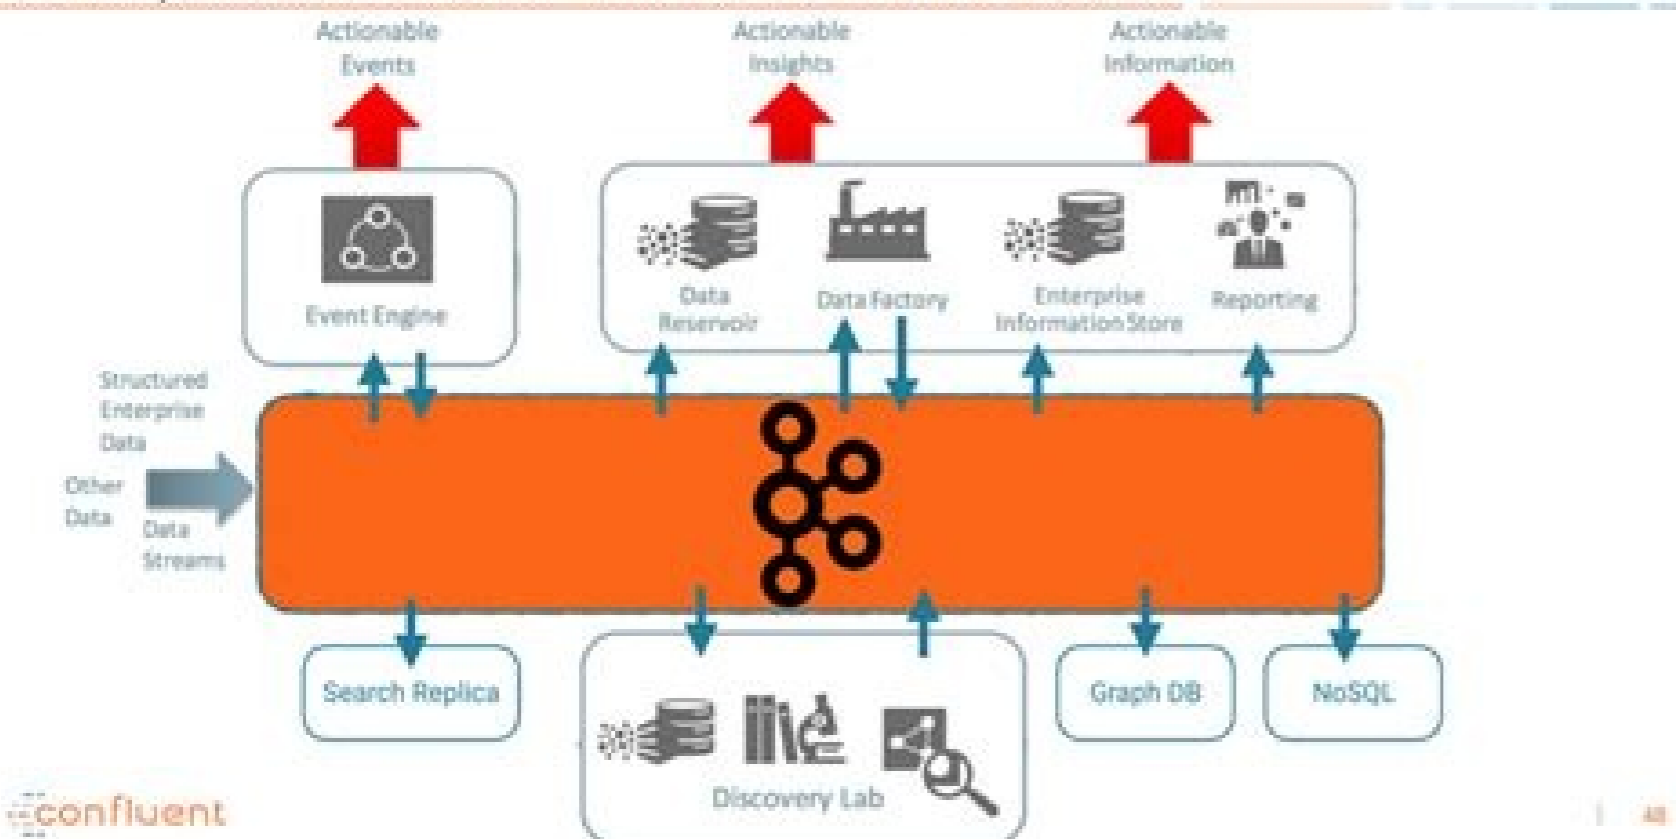 Actionable
Events
Actionable
Insights
Actionable
Information
Event Engine
Data
Reservoir
Data Factory
Enterprise
Information Store
Reporting
Structured
Enterprise
Data
Other
Data
Data
Streams
Search Replica
Discovery Lab
Graph DB
NoSQL
confluent
48